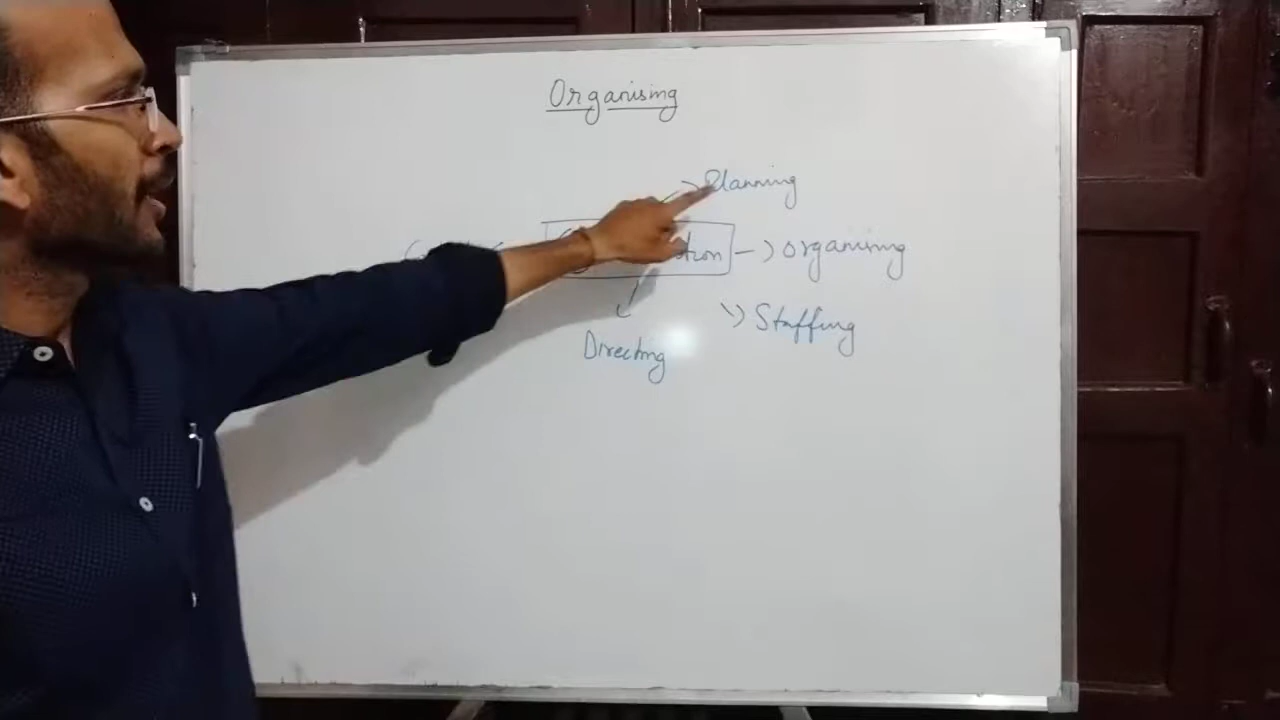 Organising
Planning
organising
Staffing
Directing